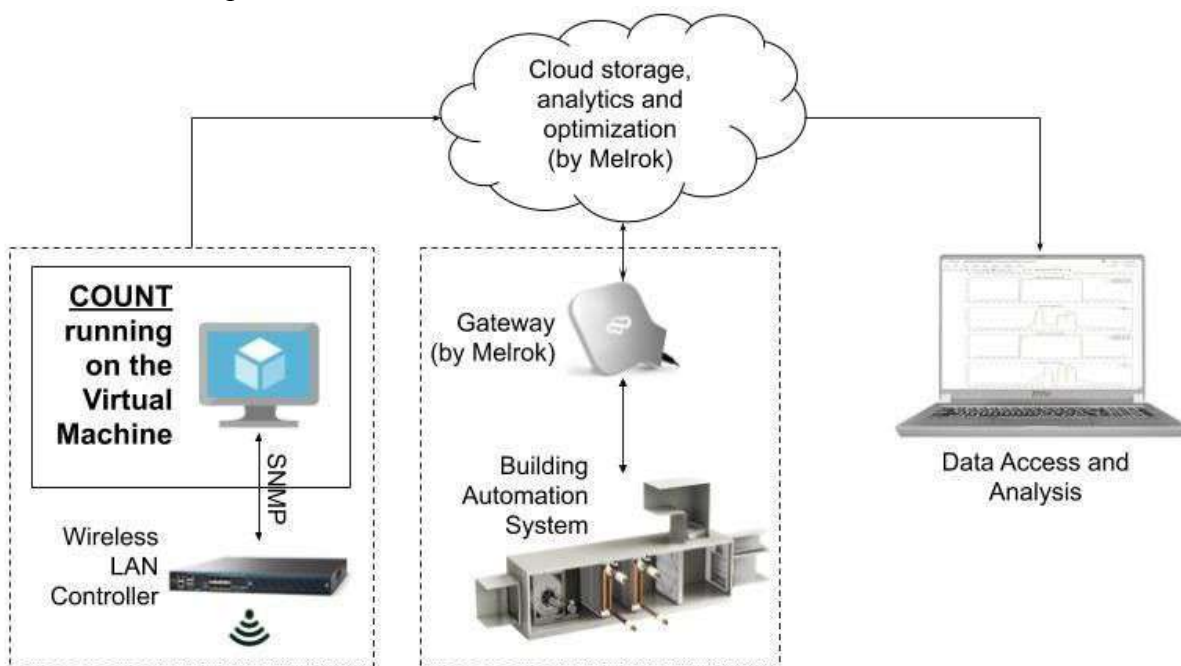 Cloud storage,
analytics and
optimization
(by Melrok)
COUNT
running
on the
Virtual
Machine
SNMP
Wireless
LAN
Controller
Gateway
(by Melrok)
Building
Automation
System
Data Access and
Analysis